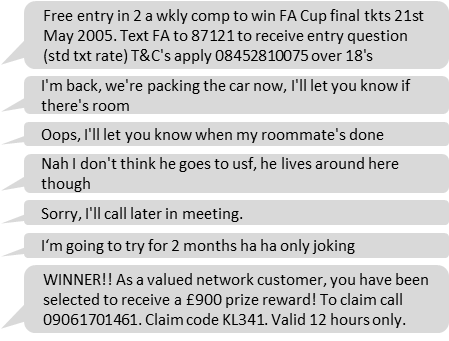 Free entry in 2 a wkly comp to win FA Cup final tkts 21st
May 2005. Text FA to 87121 to receive entry question
(std txt rate) T&C's apply 08452810075 over 18's
I'm back, we're packing the car now, I'll let you know if
there's room
Oops, I'll let you know when my roommate's done
Nah I don't think he goes to usf, he lives around here
though
Sorry, I'll call later in meeting.
I‘m going to try for 2 months ha ha only joking
WINNER!! As a valued network customer, you have been
selected to receive a £900 prize reward! To claim call
09061701461. Claim code KL341. Valid 12 hours only.